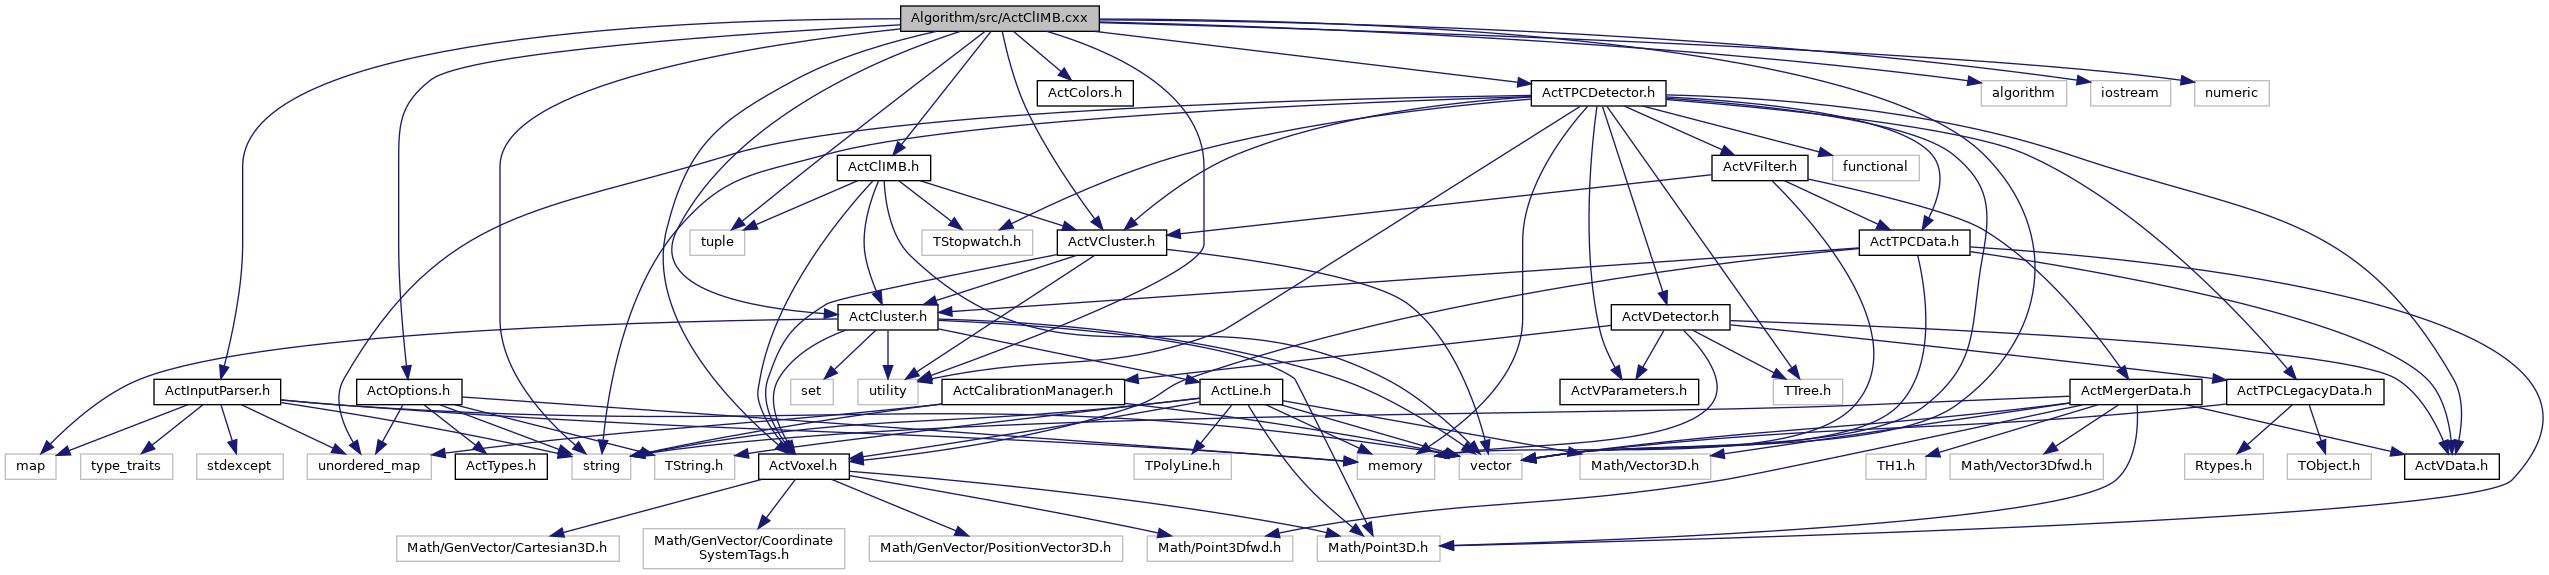 Algorithm/src/ActClIMB.cxx
ActColors.h
ActTPCDetector.h
algorithm
iostream
numeric
ActClIMB.h
ActVFilter.h
functional
tuple
TStopwatch.h
ActVCluster.h
ActTPCData.h
ActCluster.h
ActVDetector.h
ActInputParser.h
ActOptions.h
set
utility
ActCalibrationManager.h
ActLine.h
ActVParameters.h
TTree.h
ActMergerData.h
ActTPCLegacyData.h
map
type_traits
stdexcept
unordered_map
ActTypes.h
string
TString.h
ActVoxel.h
TPolyLine.h
memory
vector
Math/Vector3D.h
TH1.h
Math/Vector3Dfwd.h
Rtypes.h
TObject.h
ActVData.h
Math/GenVector/Cartesian3D.h
Math/GenVector/Coordinate
SystemTags.h
Math/GenVector/PositionVector3D.h
Math/Point3Dfwd.h
Math/Point3D.h